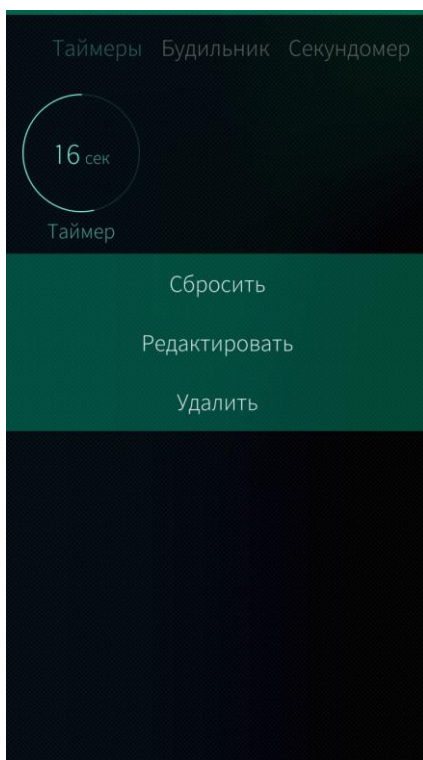 Таймеры Будильник Секундомер
16 сек
Таймер
Сбросить
Редактировать
Удалить